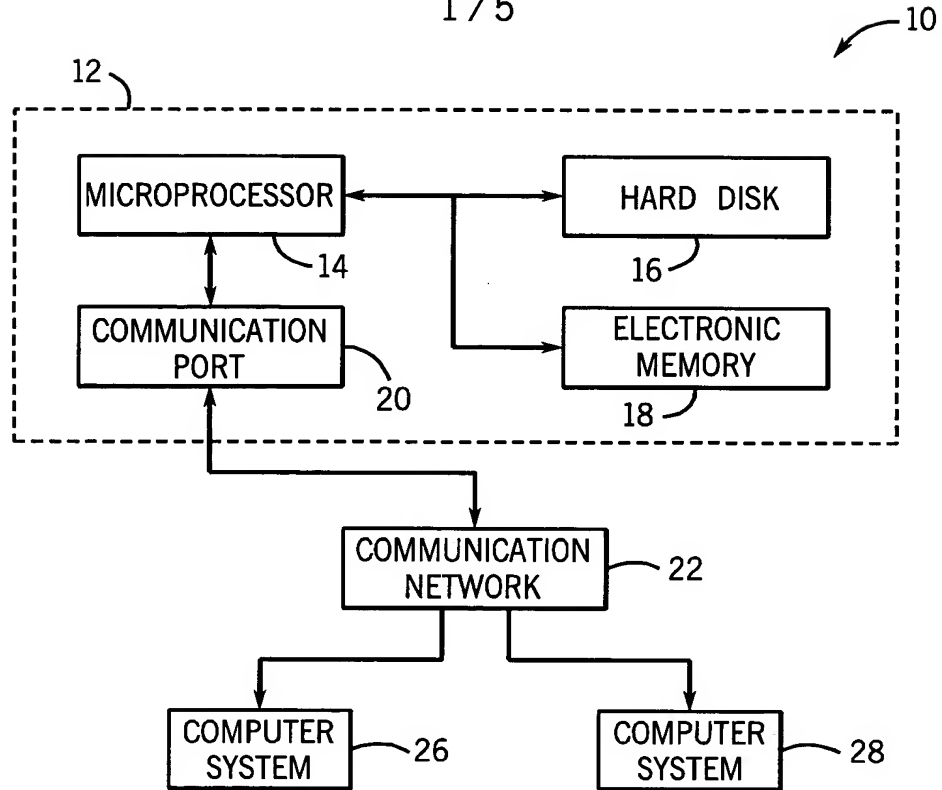 1/5
10
12
MICROPROCESSOR
HARD DISK
14
16
COMMUNICATION
PORT
ELECTRONIC
MEMORY
20
18
COMMUNICATION
NETWORK
22
COMPUTER
SYSTEM
26
COMPUTER
SYSTEM
28